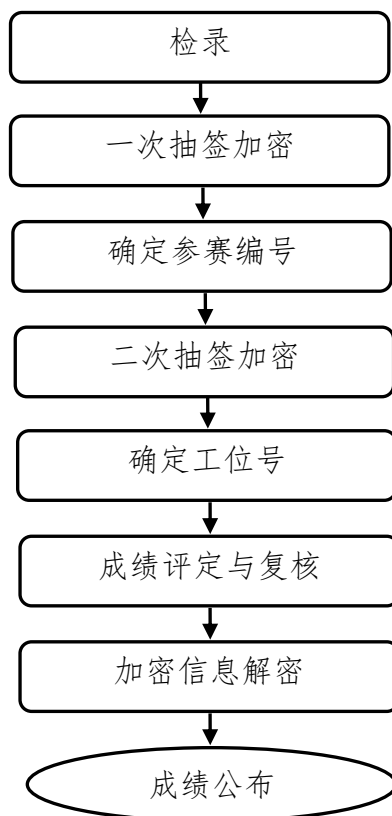 检录
一次抽签加密
确定参赛编号
二次抽签加密
确定工位号
成绩评定与复核
加密信息解密
成绩公布